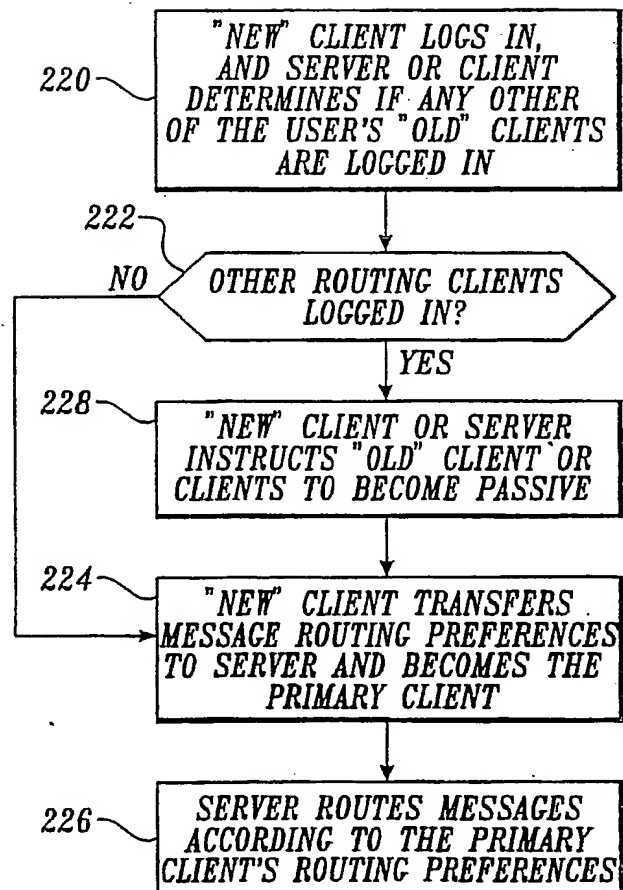 220
"NEW" CLIENT LOGS IN,
AND SERVER OR CLIENT
DETERMINES IF ANY OTHER
OF THE USER'S "OLD" CLIENTS
ARE LOGGED IN
222
NO
OTHER ROUTING CLIENTS
LOGGED IN?
YES
228
"NEW" CLIENT OR SERVER
INSTRUCTS "OLD" CLIENT OR
CLIENTS TO BECOME PASSIVE
224
"NEW" CLIENT TRANSFERS
MESSAGE ROUTING PREFERENCES
TO SERVER AND BECOMES THE
PRIMARY CLIENT
226
SERVER ROUTES MESSAGES
ACCORDING TO THE PRIMARY
CLIENT'S ROUTING PREFERENCES